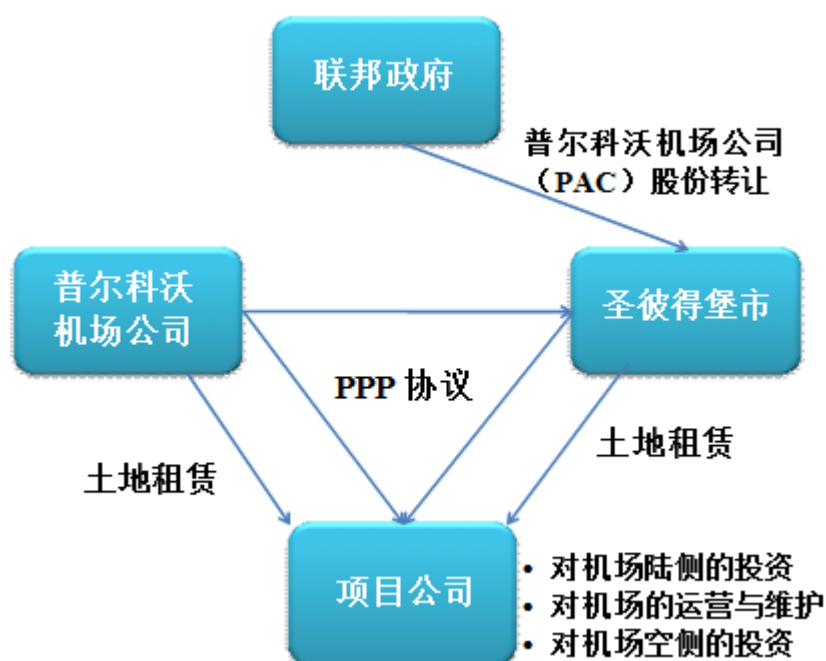 联邦政府
普尔科沃机场公司
（PAC）股份转让
普尔科沃
机场公司
圣彼得堡市
PPP 协议
土地租赁
土地租赁
项目公司
• 对机场陆侧的投资
• 对机场的运营与维护
• 对机场空侧的投资